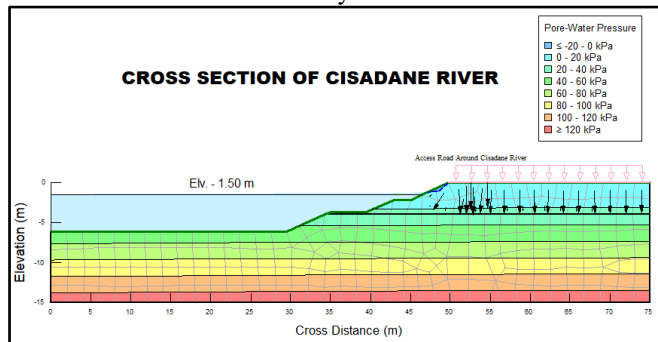 Pore-Water Pressure
≤ -20 - 0 kPa
0 - 20 kPa
20 - 40 kPa
40 - 60 kPa
60 - 80 kPa
80 - 100 kPa
100 - 120 kPa
≥ 120 kPa
CROSS SECTION OF CISADANE RIVER
Access Road Around Cisadane River
Elv. - 1.50 m
Elevation (m)
0
-5
-10
-15
0 5 10 15 20 25 30 35 40 45 50 55 60 65 70 75
Cross Distance (m)